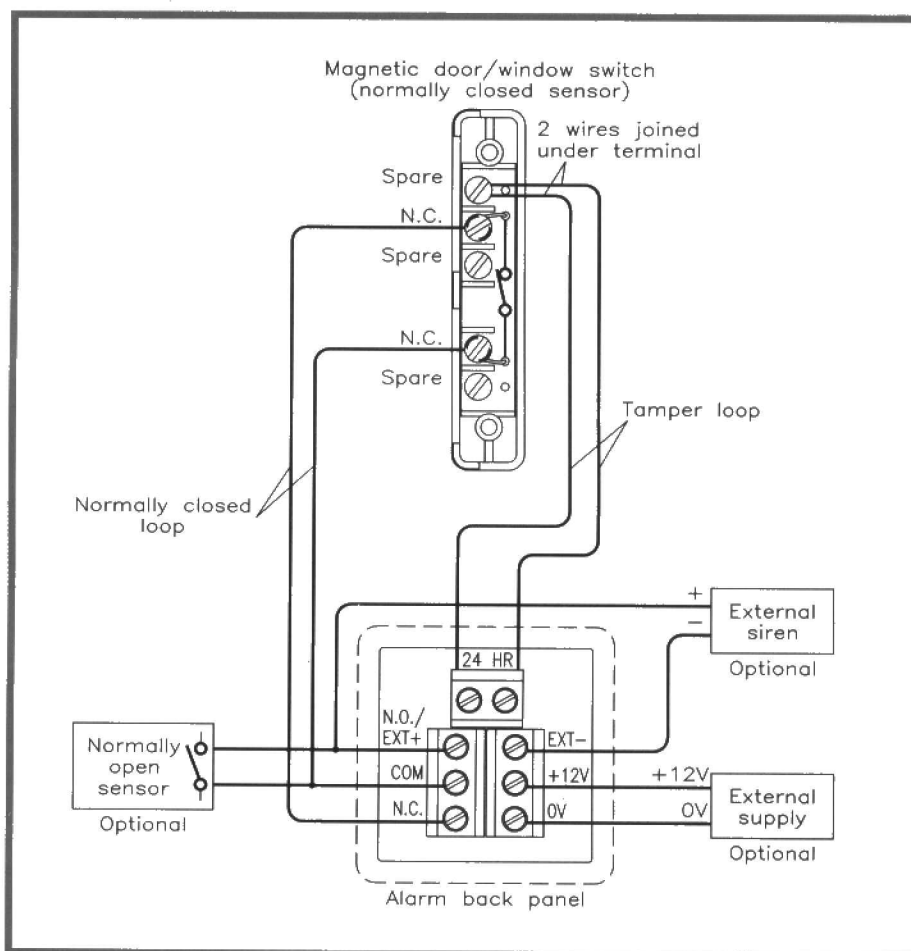 Magnetic door/window switch
(normally closed sensor)
2 wires joined
under terminal
Spare
N.C.
Spare
N.C.
Spare
Tamper loop
Normally closed
loop
+
−
External
siren
Optional
24 HR
N.O./
EXT+
EXT-
Normally
open
sensor
Optional
COM
+12V
+12V
N.C.
0V
0V
External
supply
Optional
Alarm back panel